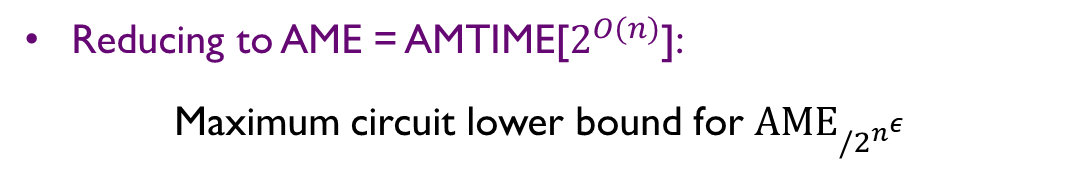 • Reducing to AME = AMTIME[2^{O(n)}]:
Maximum circuit lower bound for AME_{/2^{n^ϵ}}